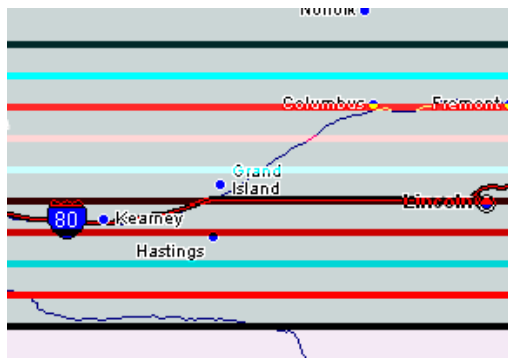 Norfolk
Columbus
Fremont
Grand
Island
Lincoln
80
Kearney
Hastings